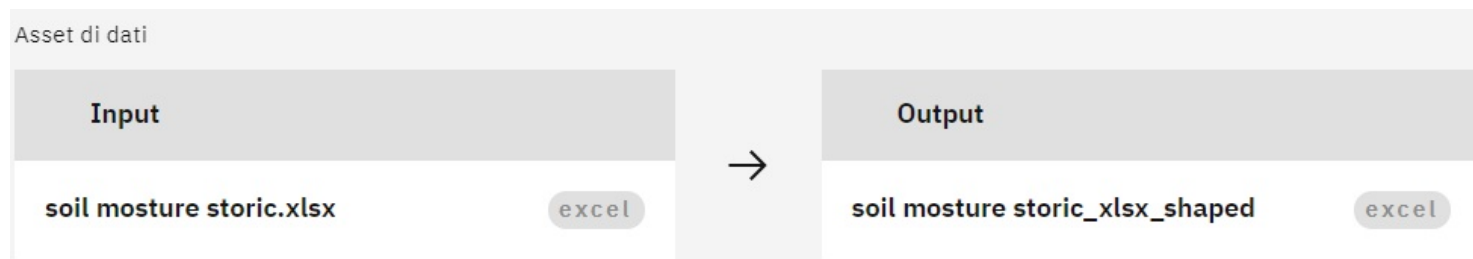 Asset di dati
Input
Output
→
soil mosture storic.xlsx excel
soil mosture storic_xlsx_shaped excel